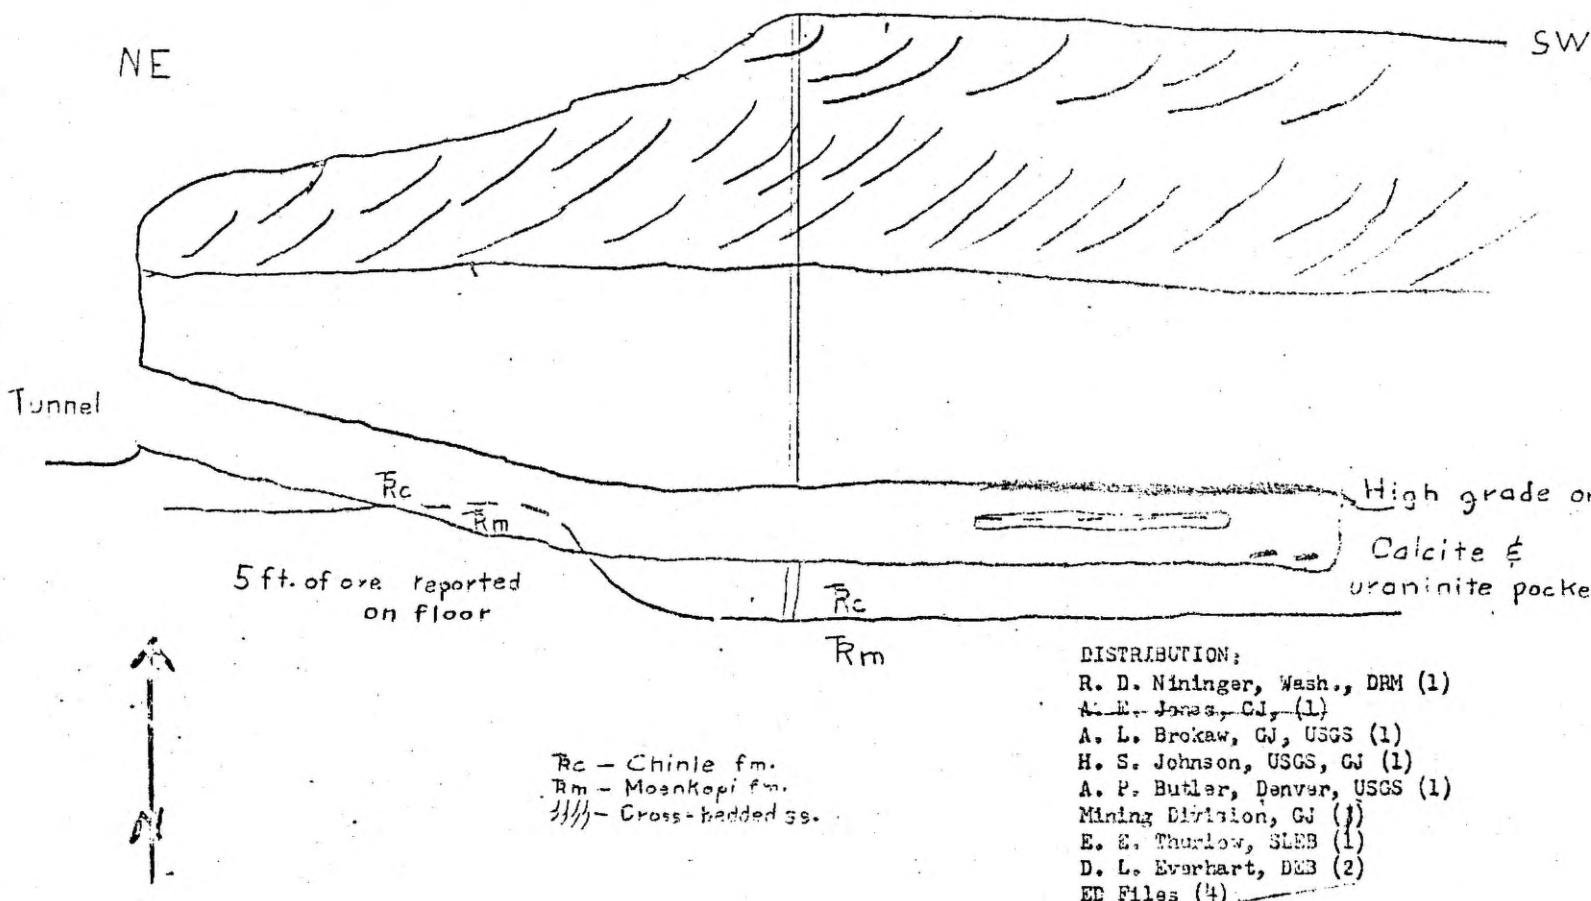 NE
SW
Tunnel
Ꞧc
Ꞧm
High grade or
5 ft. of ore reported
on floor
Calcite &
uraninite pocke
Ꞧc
Ꞧm
N
Ꞧc – Chinle fm.
Ꞧm – Moenkopi fm.
Cross-bedded ss.
DISTRIBUTION:
R. D. Nininger, Wash., DRM (1)
A. E. Jones, GJ, (1)
A. L. Brokaw, GJ, USGS (1)
H. S. Johnson, USGS, GJ (1)
A. P. Butler, Denver, USGS (1)
Mining Division, GJ (1)
E. E. Thurlow, SLEB (1)
D. L. Everhart, DEB (2)
ED Files (4)